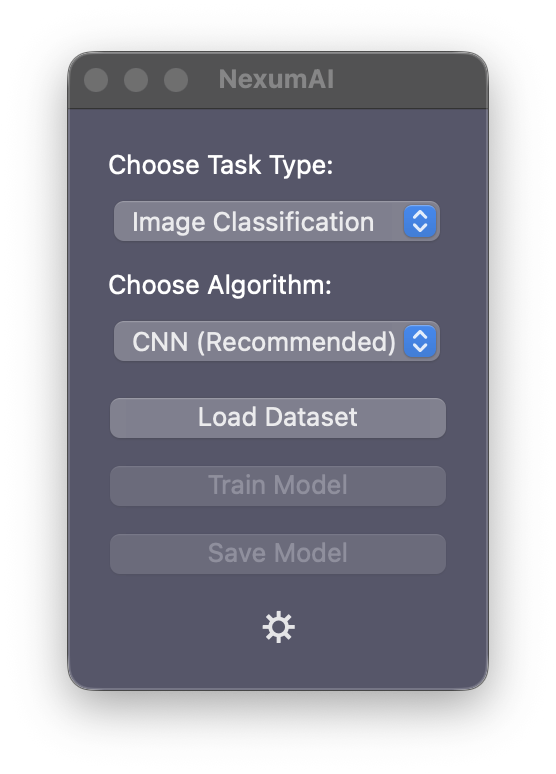 NexumAI
Choose Task Type:
Image Classification
Choose Algorithm:
CNN (Recommended)
Load Dataset
Train Model
Save Model